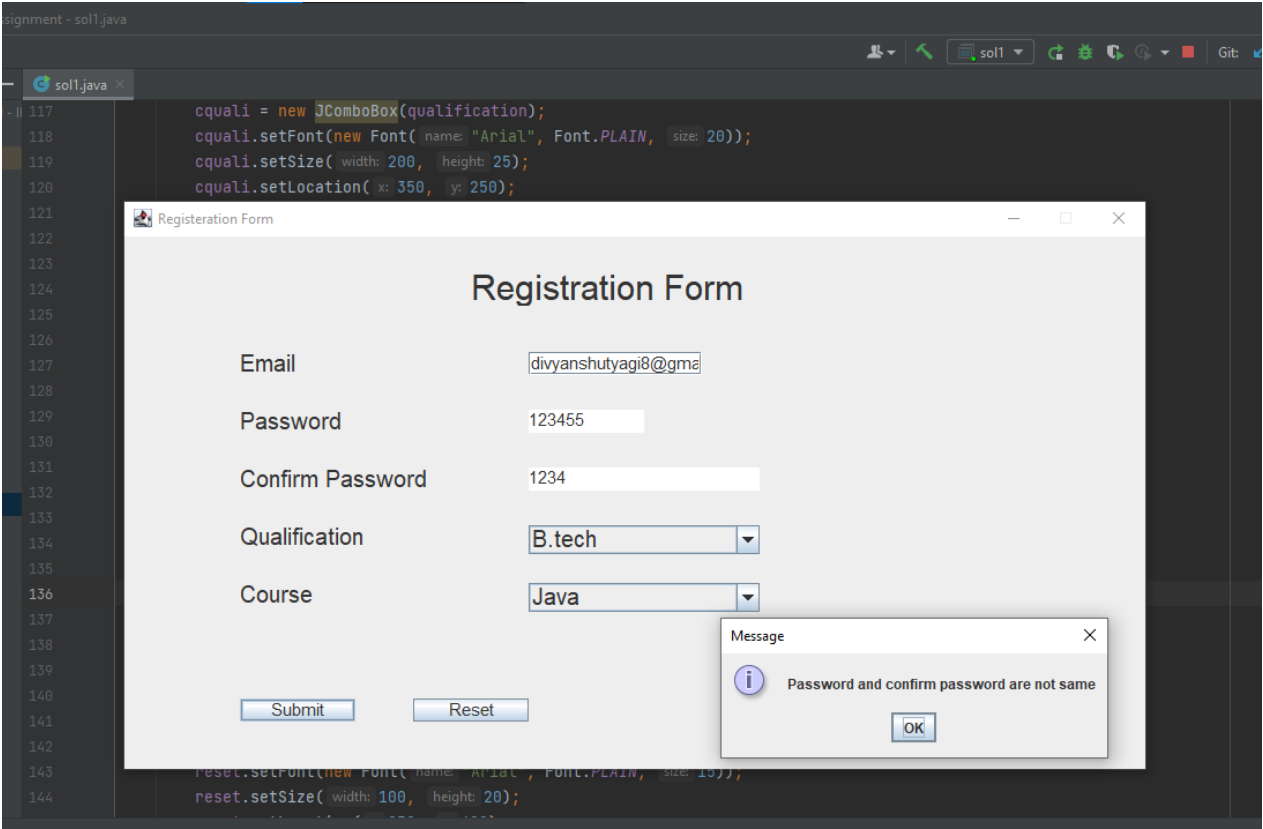 ssignment - sol1.java
sol1
Git:
sol1.java
117 cquali = new JComboBox(qualification);
118 cquali.setFont(new Font( name: "Arial", Font.PLAIN, size: 20));
119 cquali.setSize( width: 200, height: 25);
120 cquali.setLocation( x: 350, y: 250);
121
122
123
124
125
126
127
128
129
130
131
132
133
134
135
136
137
138
139
140
141
142
Registeration Form
Registration Form
Email divyanshutyagi8@gma
Password 123455
Confirm Password 1234
Qualification B.tech
Course Java
Submit Reset
Message
Password and confirm password are not same
OK
143 reset.setFont(new Font( name: "Arial", Font.PLAIN, size: 15));
144 reset.setSize( width: 100, height: 20);